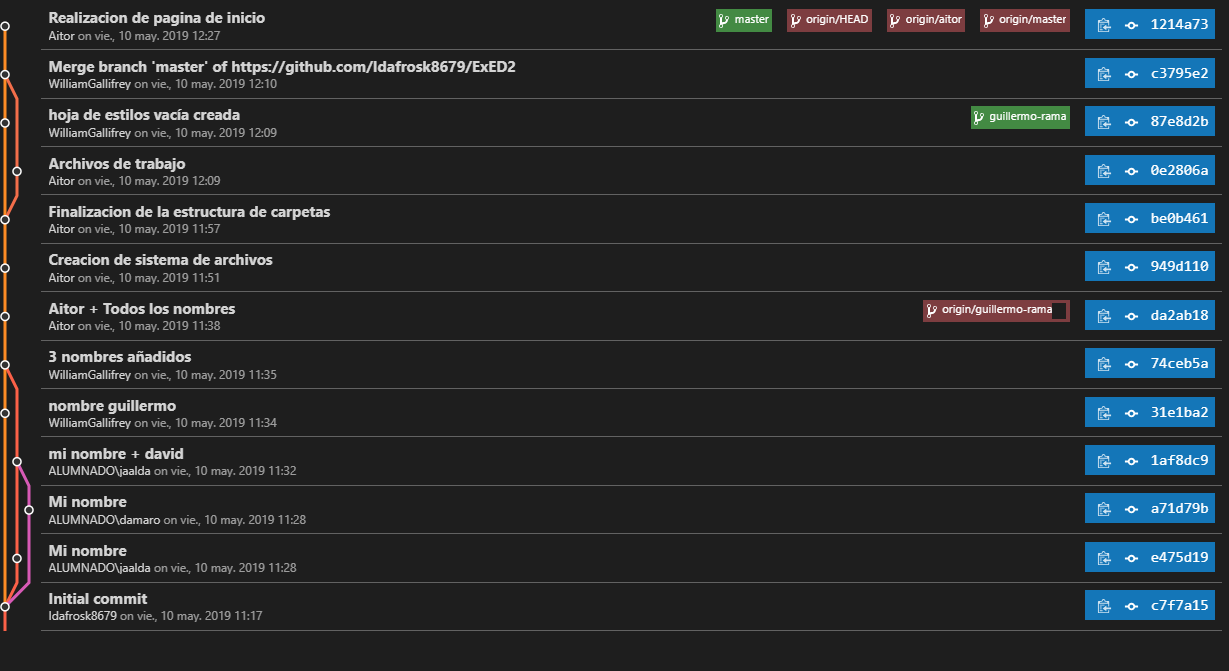 Realizacion de pagina de inicio
master origin/HEAD origin/aitor origin/master 1214a73
Aitor on vie., 10 may. 2019 12:27
Merge branch 'master' of https://github.com/Idafrosk8679/ExED2
c3795e2
WilliamGallifrey on vie., 10 may. 2019 12:10
hoja de estilos vacía creada
guillermo-rama 87e8d2b
WilliamGallifrey on vie., 10 may. 2019 12:09
Archivos de trabajo
0e2806a
Aitor on vie., 10 may. 2019 12:09
Finalizacion de la estructura de carpetas
be0b461
Aitor on vie., 10 may. 2019 11:57
Creacion de sistema de archivos
949d110
Aitor on vie., 10 may. 2019 11:51
Aitor + Todos los nombres
origin/guillermo-rama da2ab18
Aitor on vie., 10 may. 2019 11:38
3 nombres añadidos
74ceb5a
WilliamGallifrey on vie., 10 may. 2019 11:35
nombre guillermo
31e1ba2
WilliamGallifrey on vie., 10 may. 2019 11:34
mi nombre + david
1af8dc9
ALUMNADO\jaalda on vie., 10 may. 2019 11:32
Mi nombre
a71d79b
ALUMNADO\damaro on vie., 10 may. 2019 11:28
Mi nombre
e475d19
ALUMNADO\jaalda on vie., 10 may. 2019 11:28
Initial commit
c7f7a15
Idafrosk8679 on vie., 10 may. 2019 11:17